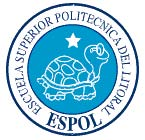 ESCUELA SUPERIOR POLITECNICA DEL LITORAL
ESPOL